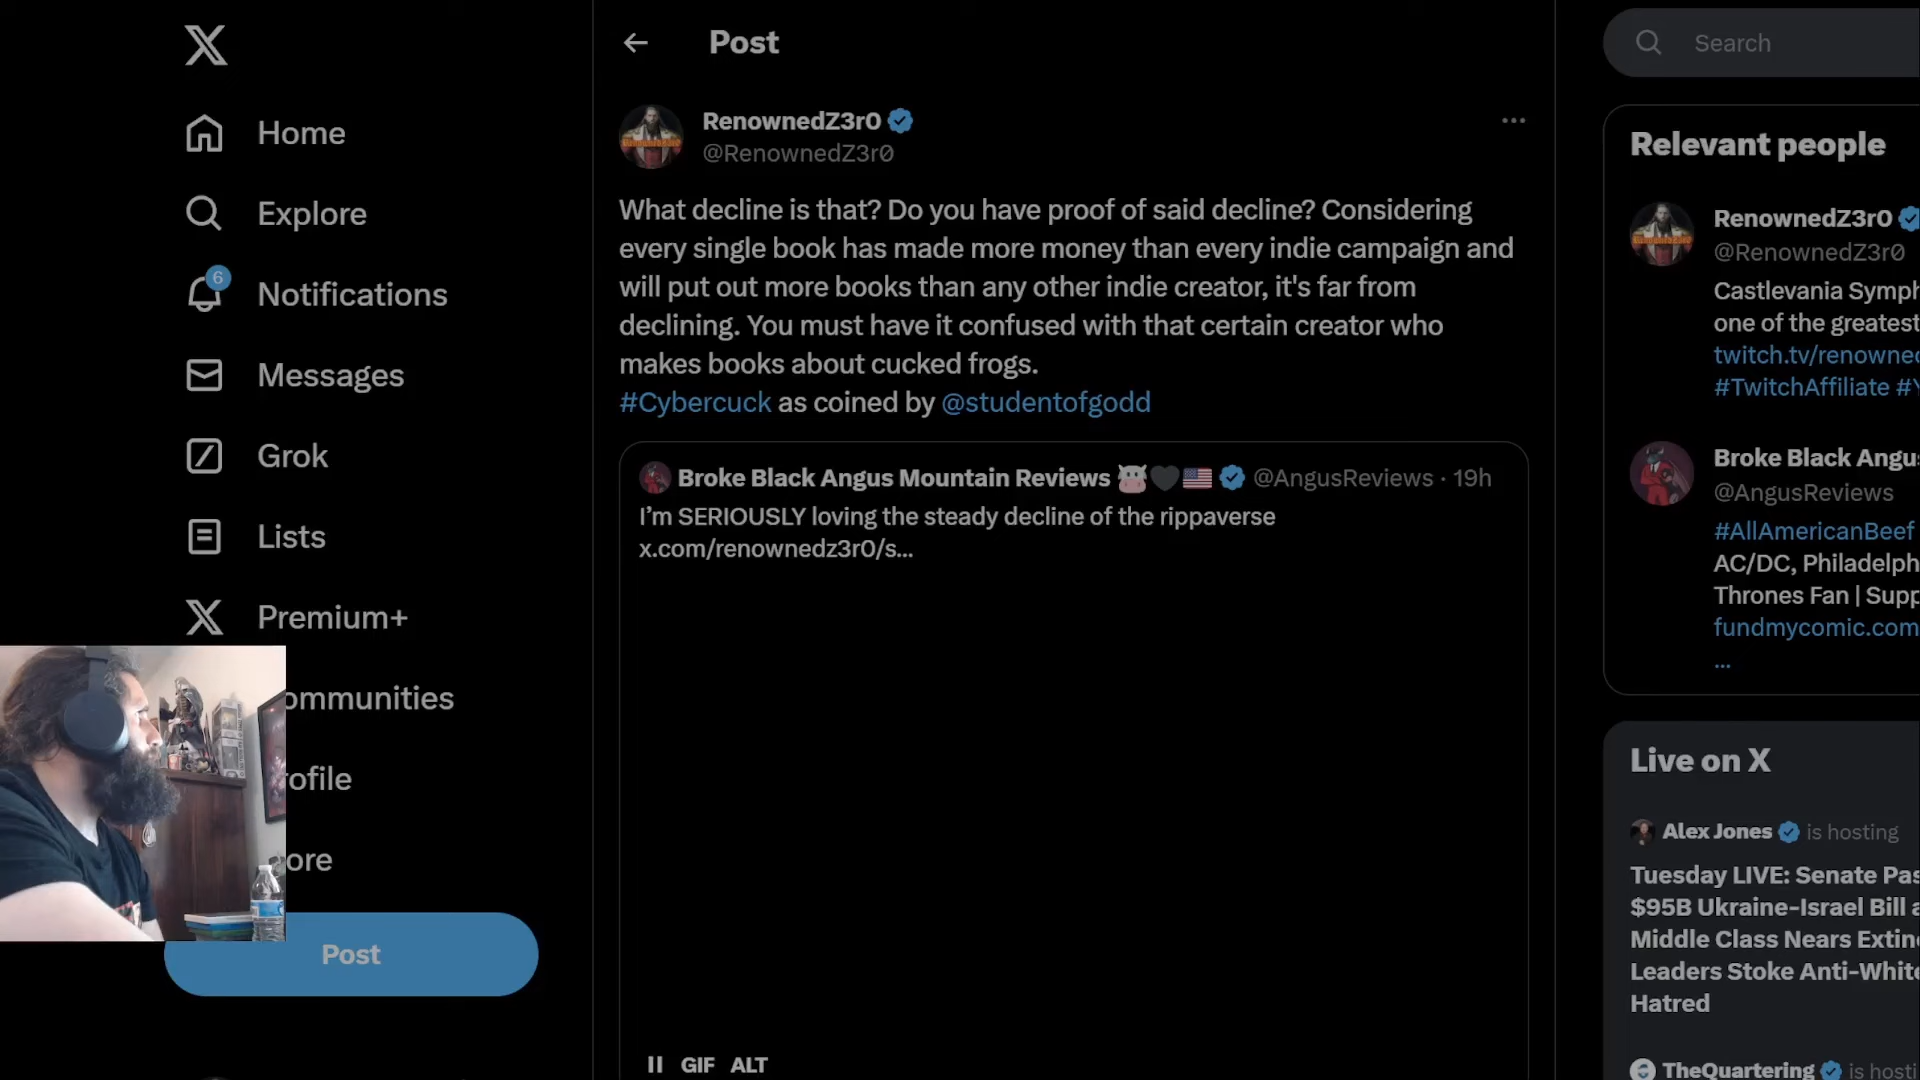 Home
Explore
6
Notifications
Messages
Grok
Lists
Premium+
ommunities
rofile
ore
Post
Post
RenownedZ3r0
@RenownedZ3r0
What decline is that? Do you have proof of said decline? Considering
every single book has made more money than every indie campaign and
will put out more books than any other indie creator, it's far from
declining. You must have it confused with that certain creator who
makes books about cucked frogs.
#Cybercuck as coined by @studentofgodd
Broke Black Angus Mountain Reviews 🐮🖤🇺🇸 @AngusReviews · 19h
I'm SERIOUSLY loving the steady decline of the rippaverse
x.com/renownedz3r0/s...
GIF ALT
Search
Relevant people
RenownedZ3r0
@RenownedZ3r0
Castlevania Symph
one of the greatest
twitch.tv/renowned
#TwitchAffiliate #Y
Broke Black Angu
@AngusReviews
#AllAmericanBeef
AC/DC, Philadelph
Thrones Fan | Supp
fundmycomic.com
...
Live on X
Alex Jones is hosting
Tuesday LIVE: Senate Pas
$95B Ukraine-Israel Bill a
Middle Class Nears Extin
Leaders Stoke Anti-White
Hatred
TheQuartering is hosti